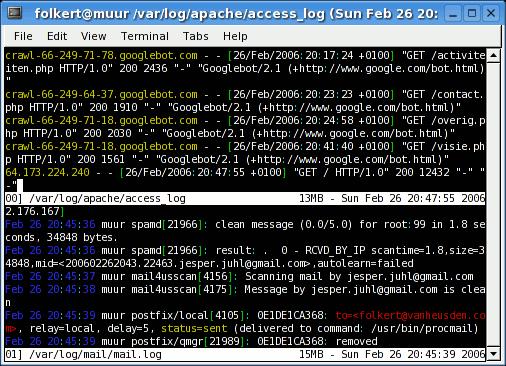 folkert@muur /var/log/apache/access_log (Sun Feb 26 20:
File Edit View Terminal Tabs Help
crawl-66-249-71-78.googlebot.com - - [26/Feb/2006:20:17:24 +0100] "GET /activite
iten.php HTTP/1.0" 200 2436 "-" "Googlebot/2.1 (+http://www.google.com/bot.html)
"
crawl-66-249-64-37.googlebot.com - - [26/Feb/2006:20:23:23 +0100] "GET /contact.
php HTTP/1.0" 200 1910 "-" "Googlebot/2.1 (+http://www.google.com/bot.html)"
crawl-66-249-71-18.googlebot.com - - [26/Feb/2006:20:24:58 +0100] "GET /overig.p
hp HTTP/1.0" 200 2030 "-" "Googlebot/2.1 (+http://www.google.com/bot.html)"
crawl-66-249-71-18.googlebot.com - - [26/Feb/2006:20:41:40 +0100] "GET /visie.ph
p HTTP/1.0" 200 1561 "-" "Googlebot/2.1 (+http://www.google.com/bot.html)"
64.173.224.240 - - [26/Feb/2006:20:47:55 +0100] "GET / HTTP/1.0" 200 12432 "-" "
-"
00] /var/log/apache/access_log 13MB - Sun Feb 26 20:47:55 2006
2.176.167]
Feb 26 20:45:36 muur spamd[21966]: clean message (0.0/5.0) for root:99 in 1.8 se
conds, 34848 bytes.
Feb 26 20:45:36 muur spamd[21966]: result: . 0 - RCVD_BY_IP scantime=1.8,size=3
4848,mid=<200602262043.22463.jesper.juhl@gmail.com>,autolearn=failed
Feb 26 20:45:37 muur mail4usscan[4156]: Scanning mail by jesper.juhl@gmail.com
Feb 26 20:45:38 muur mail4usscan[4175]: Message by jesper.juhl@gmail.com is clea
n
Feb 26 20:45:39 muur postfix/local[4105]: 0E1DE1CA368: to=<folkert@vanheusden.co
m>, relay=local, delay=5, status=sent (delivered to command: /usr/bin/procmail)
Feb 26 20:45:39 muur postfix/qmgr[21989]: 0E1DE1CA368: removed
01] /var/log/mail/mail.log 15MB - Sun Feb 26 20:45:39 2006